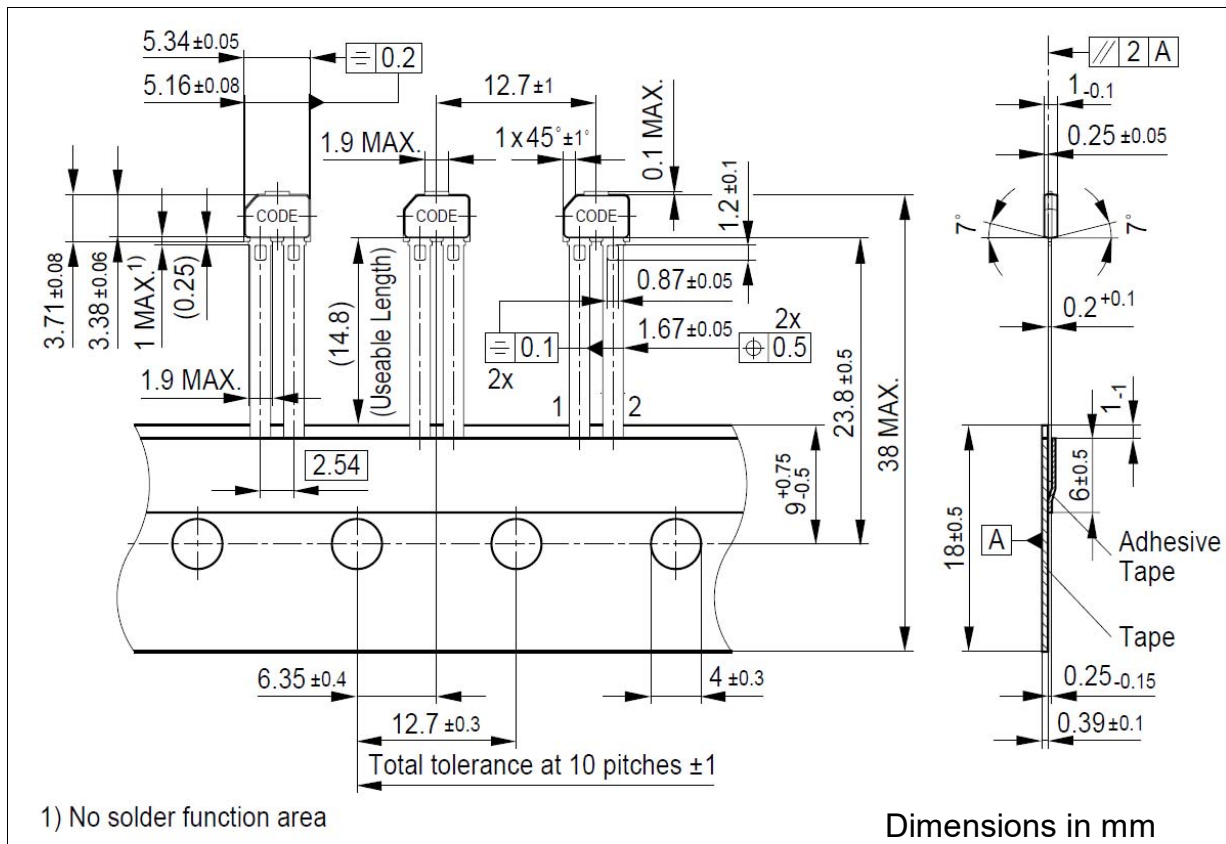 5.34±0.05
⌯ 0.2
5.16±0.08
12.7±1
1.9 MAX.
1 x 45°±1°
0.1 MAX.
1.2±0.1
// 2 A
1-0.1
0.25±0.05
CODE
CODE
CODE
7°
7°
3.71±0.08
3.38±0.06
1 MAX.1)
(0.25)
(14.8)
(Useable Length)
0.87±0.05
1.67±0.05
⌯ 0.1
2x
2x
⌖ 0.5
0.2+0.1
1.9 MAX.
1
2
23.8±0.5
38 MAX.
1-1
2.54
9+0.75-0.5
18±0.5
6±0.5
A
Adhesive
Tape
Tape
6.35±0.4
4±0.3
0.25-0.15
12.7±0.3
0.39±0.1
Total tolerance at 10 pitches ±1
1) No solder function area
Dimensions in mm